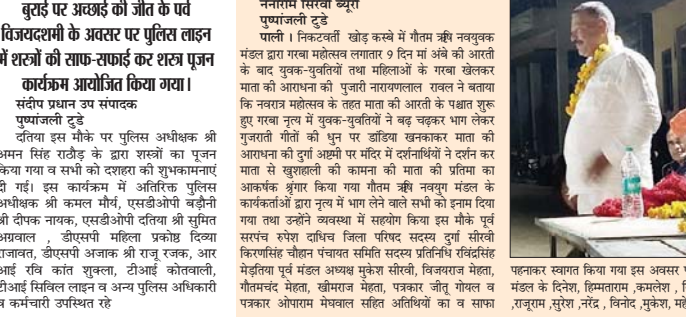 बुराई पर अच्छाई की जीत के पर्व
विजयदशमी के अवसर पर पुलिस लाइन
में शस्त्रों की साफ-सफाई कर शस्त्र पूजन
कार्यक्रम आयोजित किया गया।
संदीप प्रधान उप संपादक
पुष्पांजली टुडे
दतिया इस मौके पर पुलिस अधीक्षक श्री
अमन सिंह राठौड़ के द्वारा शस्त्रों का पूजन
किया गया व सभी को दशहरा की शुभकामनाएं
दी गई। इस कार्यक्रम में अतिरिक्त पुलिस
अधीक्षक श्री कमल मौर्य, एसडीओपी बड़ौनी
श्री दीपक नायक, एसडीओपी दतिया श्री सुमित
अग्रवाल , डीएसपी महिला प्रकोष्ठ दिव्या
राजावत, डीएसपी अजाक श्री राजू रजक, आर
आई रवि कांत शुक्ला, टीआई कोतवाली,
टीआई सिविल लाइन व अन्य पुलिस अधिकारी
व कर्मचारी उपस्थित रहे
ननाराम सिरवी ब्यूरो
पुष्पांजली टुडे
पाली । निकटवर्ती खोड़ कस्बे में गौतम ऋषि नवयुवक
मंडल द्वारा गरबा महोत्सव लगातार 9 दिन मां अंबे की आरती
के बाद युवक-युवतियों तथा महिलाओं के गरबा खेलकर
माता की आराधना की पुजारी नारायणलाल रावल ने बताया
कि नवरात्र महोत्सव के तहत माता की आरती के पश्चात शुरू
हुए गरबा नृत्य में युवक-युवतियों ने बढ़ चढ़कर भाग लेकर
गुजराती गीतों की धुन पर डांडिया खनकाकर माता की
आराधना की दुर्गा अष्टमी पर मंदिर में दर्शनार्थियों ने दर्शन कर
माता से खुशहाली की कामना की माता की प्रतिमा का
आकर्षक श्रृंगार किया गया गौतम ऋषि नवयुग मंडल के
कार्यकर्ताओं द्वारा नृत्य में भाग लेने वाले सभी को इनाम दिया
गया तथा उन्होंने व्यवस्था में सहयोग किया इस मौके पूर्व
सरपंच रुपेश दाधिच जिला परिषद सदस्य दुर्गा सीरवी
किरणसिंह चौहान पंचायत समिति सदस्य प्रतिनिधि रविंद्रसिंह
मेड़तिया पूर्व मंडल अध्यक्ष मुकेश सीरवी, विजयराज मेहता,
गौतमचंद मेहता, खीमराज मेहता, पत्रकार जीतू गोयल व
पत्रकार ओपाराम मेघवाल सहित अतिथियों का व साफा
पहनाकर स्वागत किया गया इस अवसर
मंडल के दिनेश, हिम्मताराम ,कमलेश ,
,राजूराम ,सुरेश ,नरेंद्र , विनोद ,मुकेश,